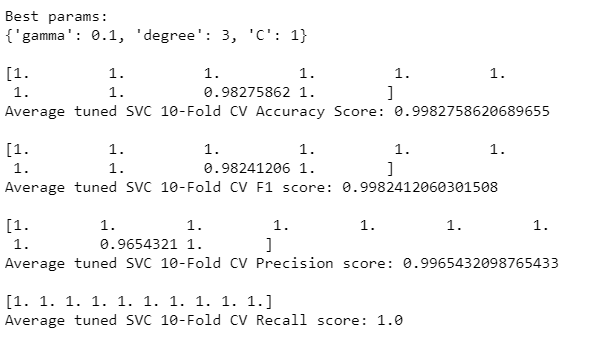 Best params:
{'gamma': 0.1, 'degree': 3, 'C': 1}
[1. 1. 1. 1. 1. 1.
1. 1. 0.98275862 1. ]
Average tuned SVC 10-Fold CV Accuracy Score: 0.9982758620689655
[1. 1. 1. 1. 1. 1.
1. 1. 0.98241206 1. ]
Average tuned SVC 10-Fold CV F1 score: 0.9982412060301508
[1. 1. 1. 1. 1. 1. 1.
1. 0.9654321 1. ]
Average tuned SVC 10-Fold CV Precision score: 0.9965432098765433
[1. 1. 1. 1. 1. 1. 1. 1. 1. 1.]
Average tuned SVC 10-Fold CV Recall score: 1.0